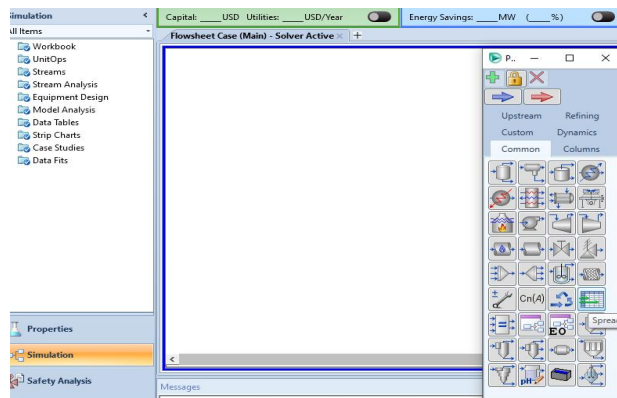 Simulation <
All Items
Workbook
UnitOps
Streams
Stream Analysis
Equipment Design
Model Analysis
Data Tables
Strip Charts
Case Studies
Data Fits
Properties
Simulation
Safety Analysis
Capital: ____USD Utilities: ____USD/Year
Energy Savings: ____MW (____%)
Flowsheet Case (Main) - Solver Active × +
<
Messages
P.. — □ ×
Upstream Refining
Custom Dynamics
Common Columns
Cn(A)
EO
Sprea
pH